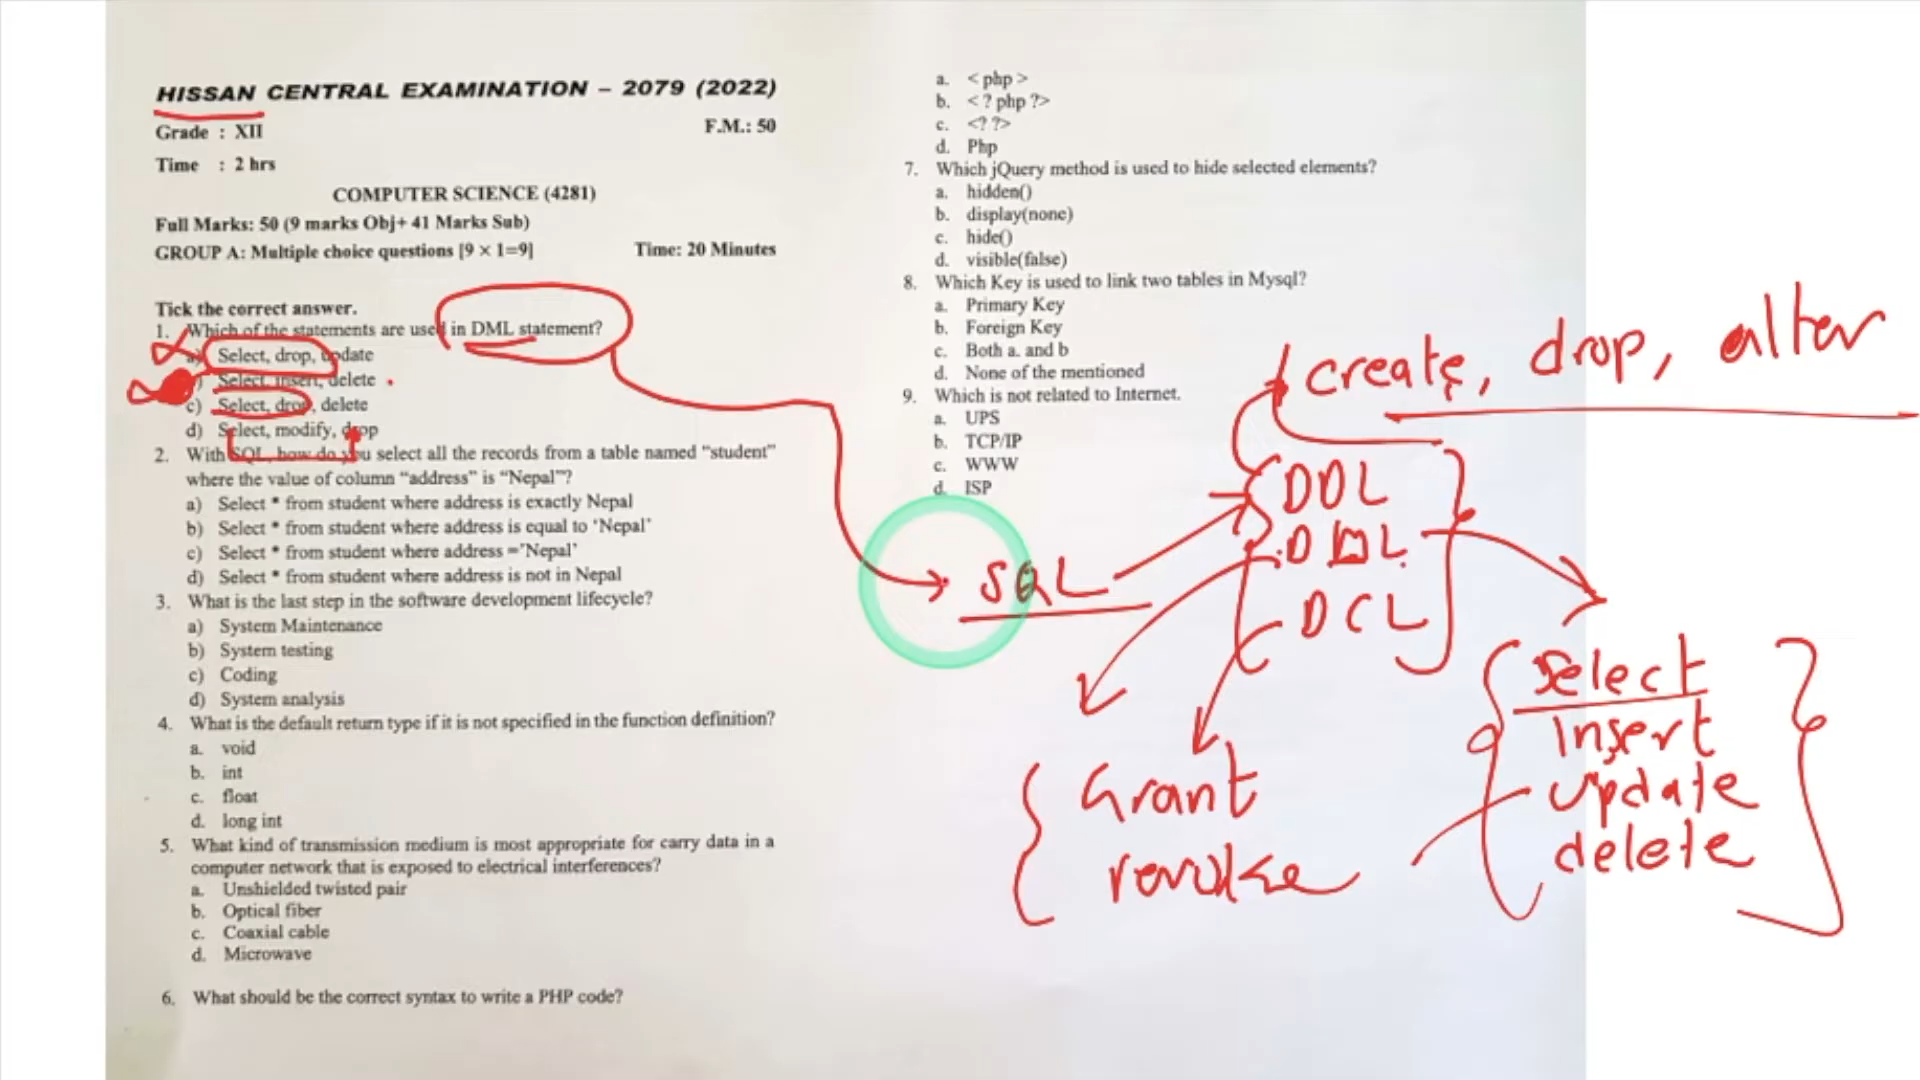 HISSAN CENTRAL EXAMINATION – 2079 (2022)
Grade : XII F.M.: 50
Time : 2 hrs
COMPUTER SCIENCE (4281)
Full Marks: 50 (9 marks Obj+ 41 Marks Sub)
GROUP A: Multiple choice questions [9 × 1=9] Time: 20 Minutes
Tick the correct answer.
1. Which of the statements are used in DML statement?
a) Select, drop, update
Select, insert, delete
c) Select, drop, delete
d) Select, modify, drop
2. With SQL, how do you select all the records from a table named “student”
where the value of column “address” is “Nepal”?
a) Select * from student where address is exactly Nepal
b) Select * from student where address is equal to ‘Nepal’
c) Select * from student where address =’Nepal’
d) Select * from student where address is not in Nepal
3. What is the last step in the software development lifecycle?
a) System Maintenance
b) System testing
c) Coding
d) System analysis
4. What is the default return type if it is not specified in the function definition?
a. void
b. int
c. float
d. long int
5. What kind of transmission medium is most appropriate for carry data in a
computer network that is exposed to electrical interferences?
a. Unshielded twisted pair
b. Optical fiber
c. Coaxial cable
d. Microwave
6. What should be the correct syntax to write a PHP code?
a. < php >
b. < ? php ?>
c. <? ?>
d. Php
7. Which jQuery method is used to hide selected elements?
a. hidden()
b. display(none)
c. hide()
d. visible(false)
8. Which Key is used to link two tables in Mysql?
a. Primary Key
b. Foreign Key
c. Both a. and b
d. None of the mentioned
9. Which is not related to Internet.
a. UPS
b. TCP/IP
c. WWW
d. ISP
create, drop, alter
DDL
SQL
DML
DCL
Select
insert
update
delete
Grant
revoke